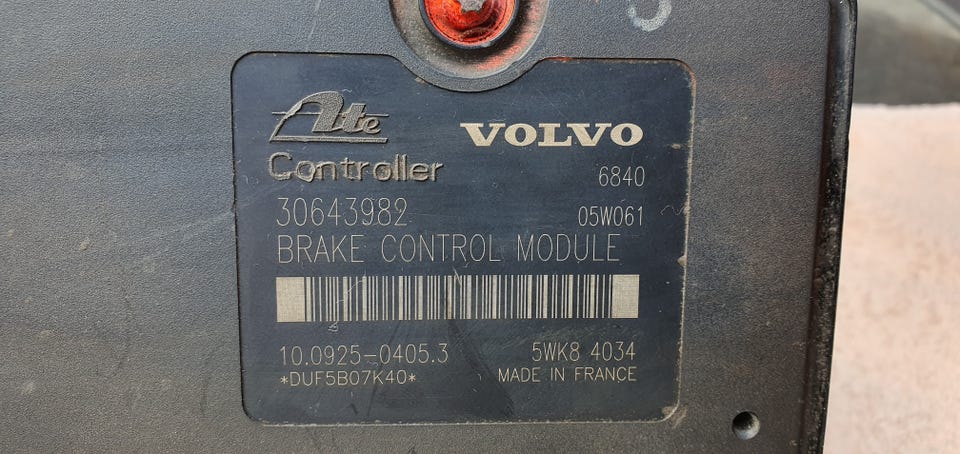 Ate
VOLVO
Controller
6840
30643982
05W061
BRAKE CONTROL MODULE
10.0925-0405.3
5WK8 4034
*DUF5B07K40*
MADE IN FRANCE